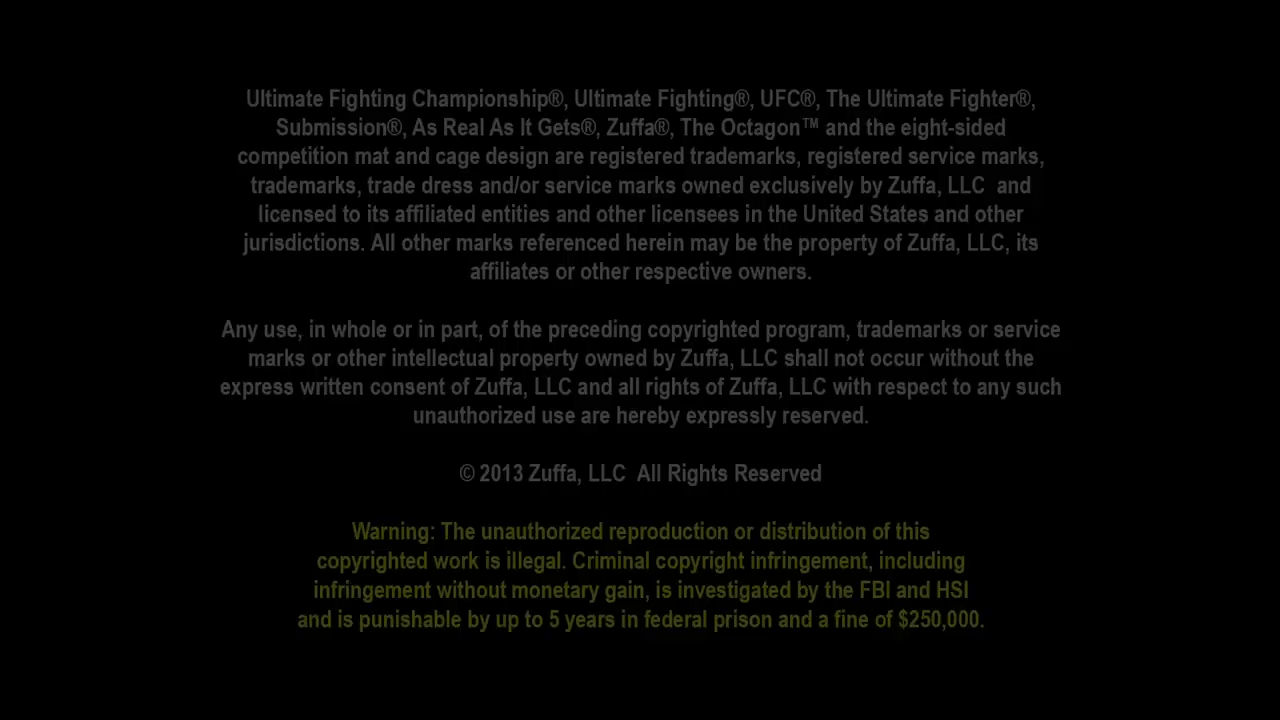 Ultimate Fighting Championship®, Ultimate Fighting®, UFC®, The Ultimate Fighter®,
Submission®, As Real As It Gets®, Zuffa®, The Octagon™ and the eight-sided
competition mat and cage design are registered trademarks, registered service marks,
trademarks, trade dress and/or service marks owned exclusively by Zuffa, LLC and
licensed to its affiliated entities and other licensees in the United States and other
jurisdictions. All other marks referenced herein may be the property of Zuffa, LLC, its
affiliates or other respective owners.
Any use, in whole or in part, of the preceding copyrighted program, trademarks or service
marks or other intellectual property owned by Zuffa, LLC shall not occur without the
express written consent of Zuffa, LLC and all rights of Zuffa, LLC with respect to any such
unauthorized use are hereby expressly reserved.
© 2013 Zuffa, LLC All Rights Reserved
Warning: The unauthorized reproduction or distribution of this
copyrighted work is illegal. Criminal copyright infringement, including
infringement without monetary gain, is investigated by the FBI and HSI
and is punishable by up to 5 years in federal prison and a fine of $250,000.